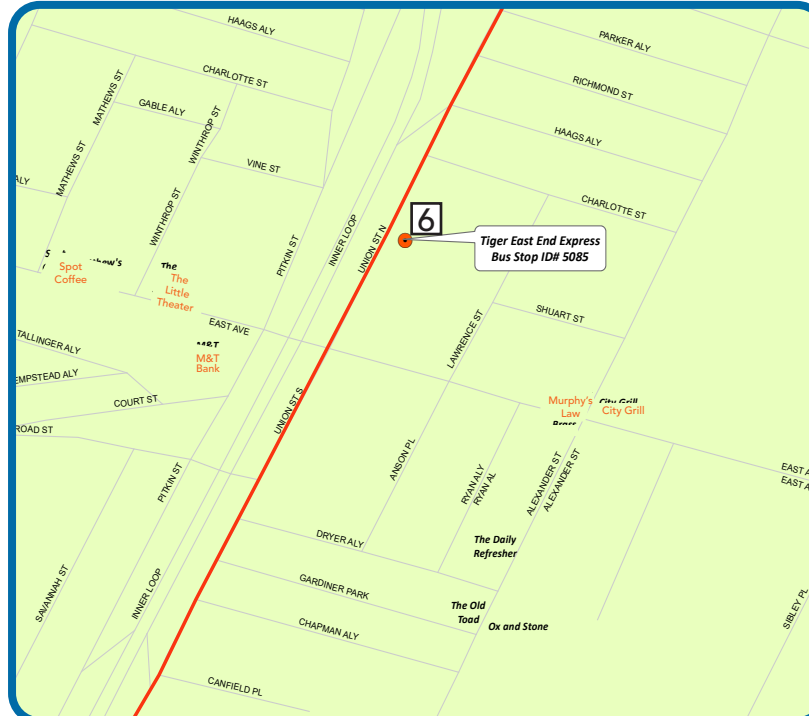 HAAGS ALY
PARKER ALY
CHARLOTTE ST
RICHMOND ST
MATHEWS ST
GABLE ALY
WINTHROP ST
HAAGS ALY
VINE ST
MATHEWS ST
ALY
CHARLOTTE ST
WINTHROP ST
PITKIN ST
INNER LOOP
UNION ST N
6
Tiger East End Express
Bus Stop ID# 5085
Spot
Coffee
The
The
Little
Theater
EAST AVE
SHUART ST
LAWRENCE ST
TALLINGER ALY
M&T
M&T
Bank
EMPSTEAD ALY
COURT ST
UNION ST S
Murphy's
Law
City Grill
City Grill
ROAD ST
ANSON PL
RYAN ALY
RYAN AL
ALEXANDER ST
ALEXANDER ST
EAST A
EAST A
PITKIN ST
DRYER ALY
The Daily
Refresher
SAVANNAH ST
INNER LOOP
GARDINER PARK
The Old
Toad
Ox and Stone
CHAPMAN ALY
SIBLEY PL
CANFIELD PL